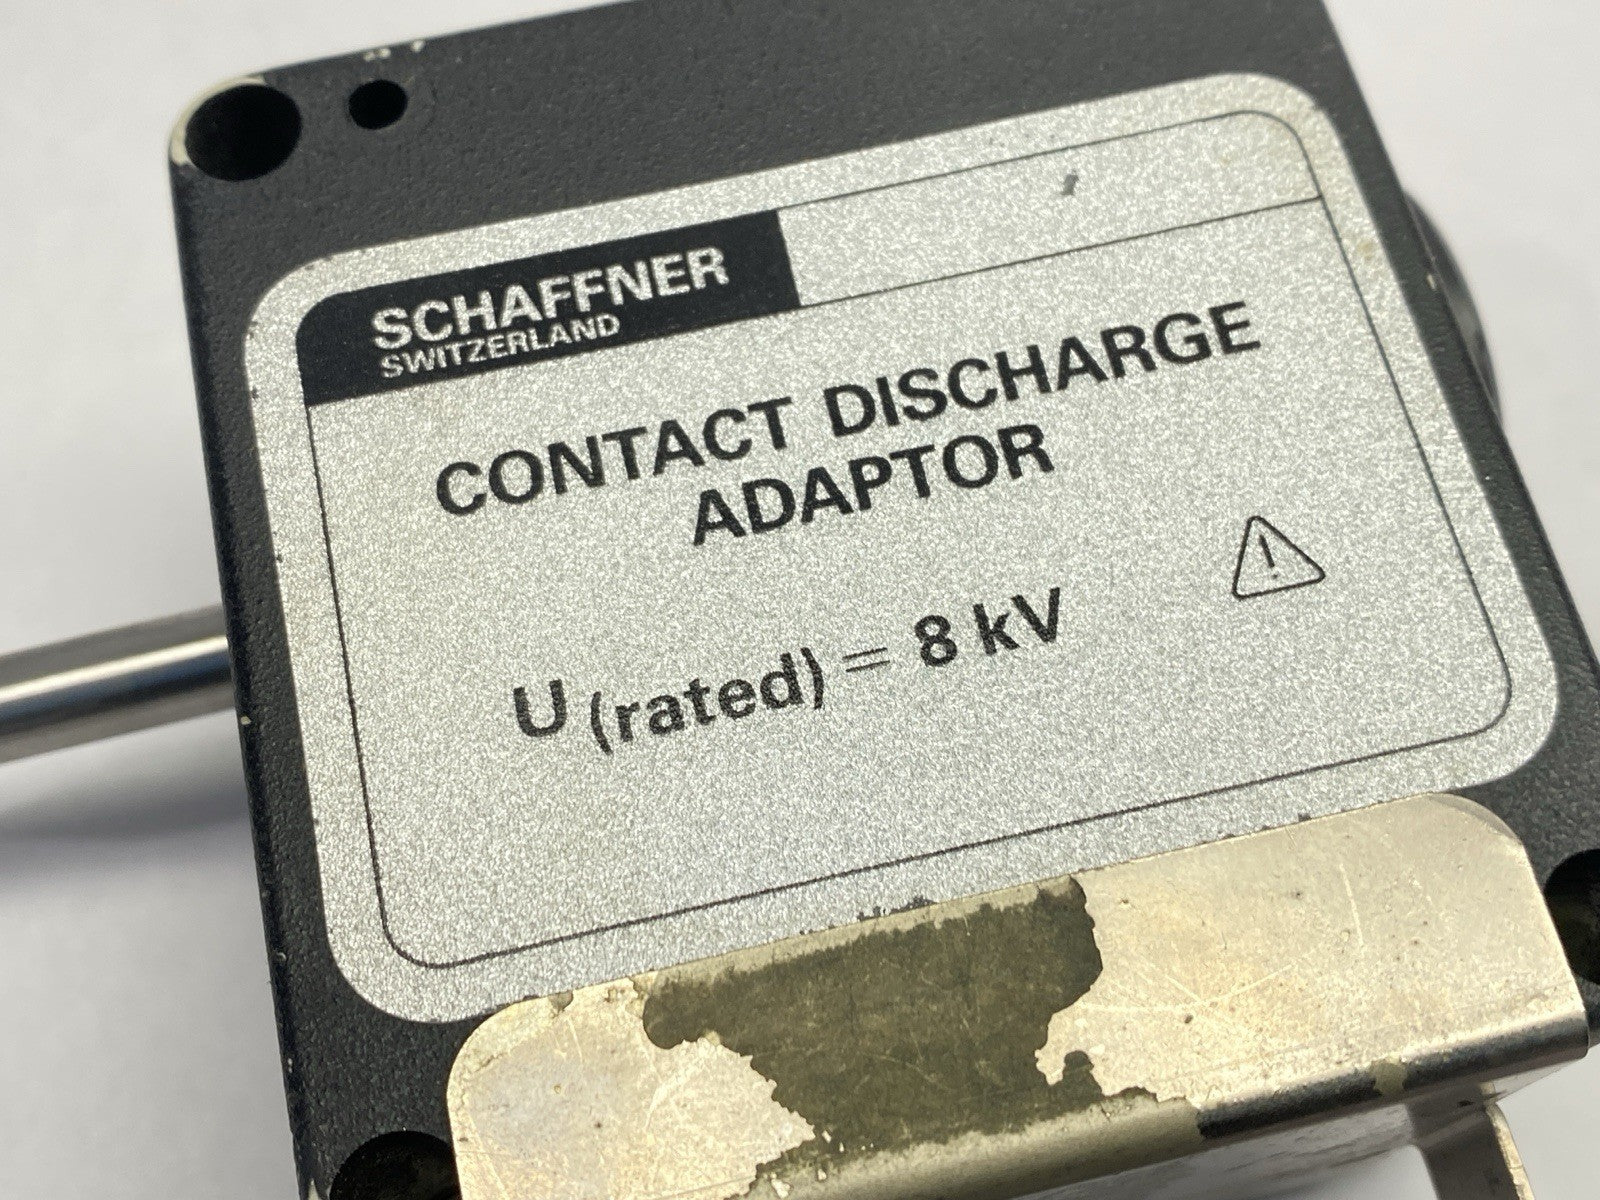 SCHAFFNER
SWITZERLAND
CONTACT DISCHARGE
ADAPTOR
U (rated) = 8 kV